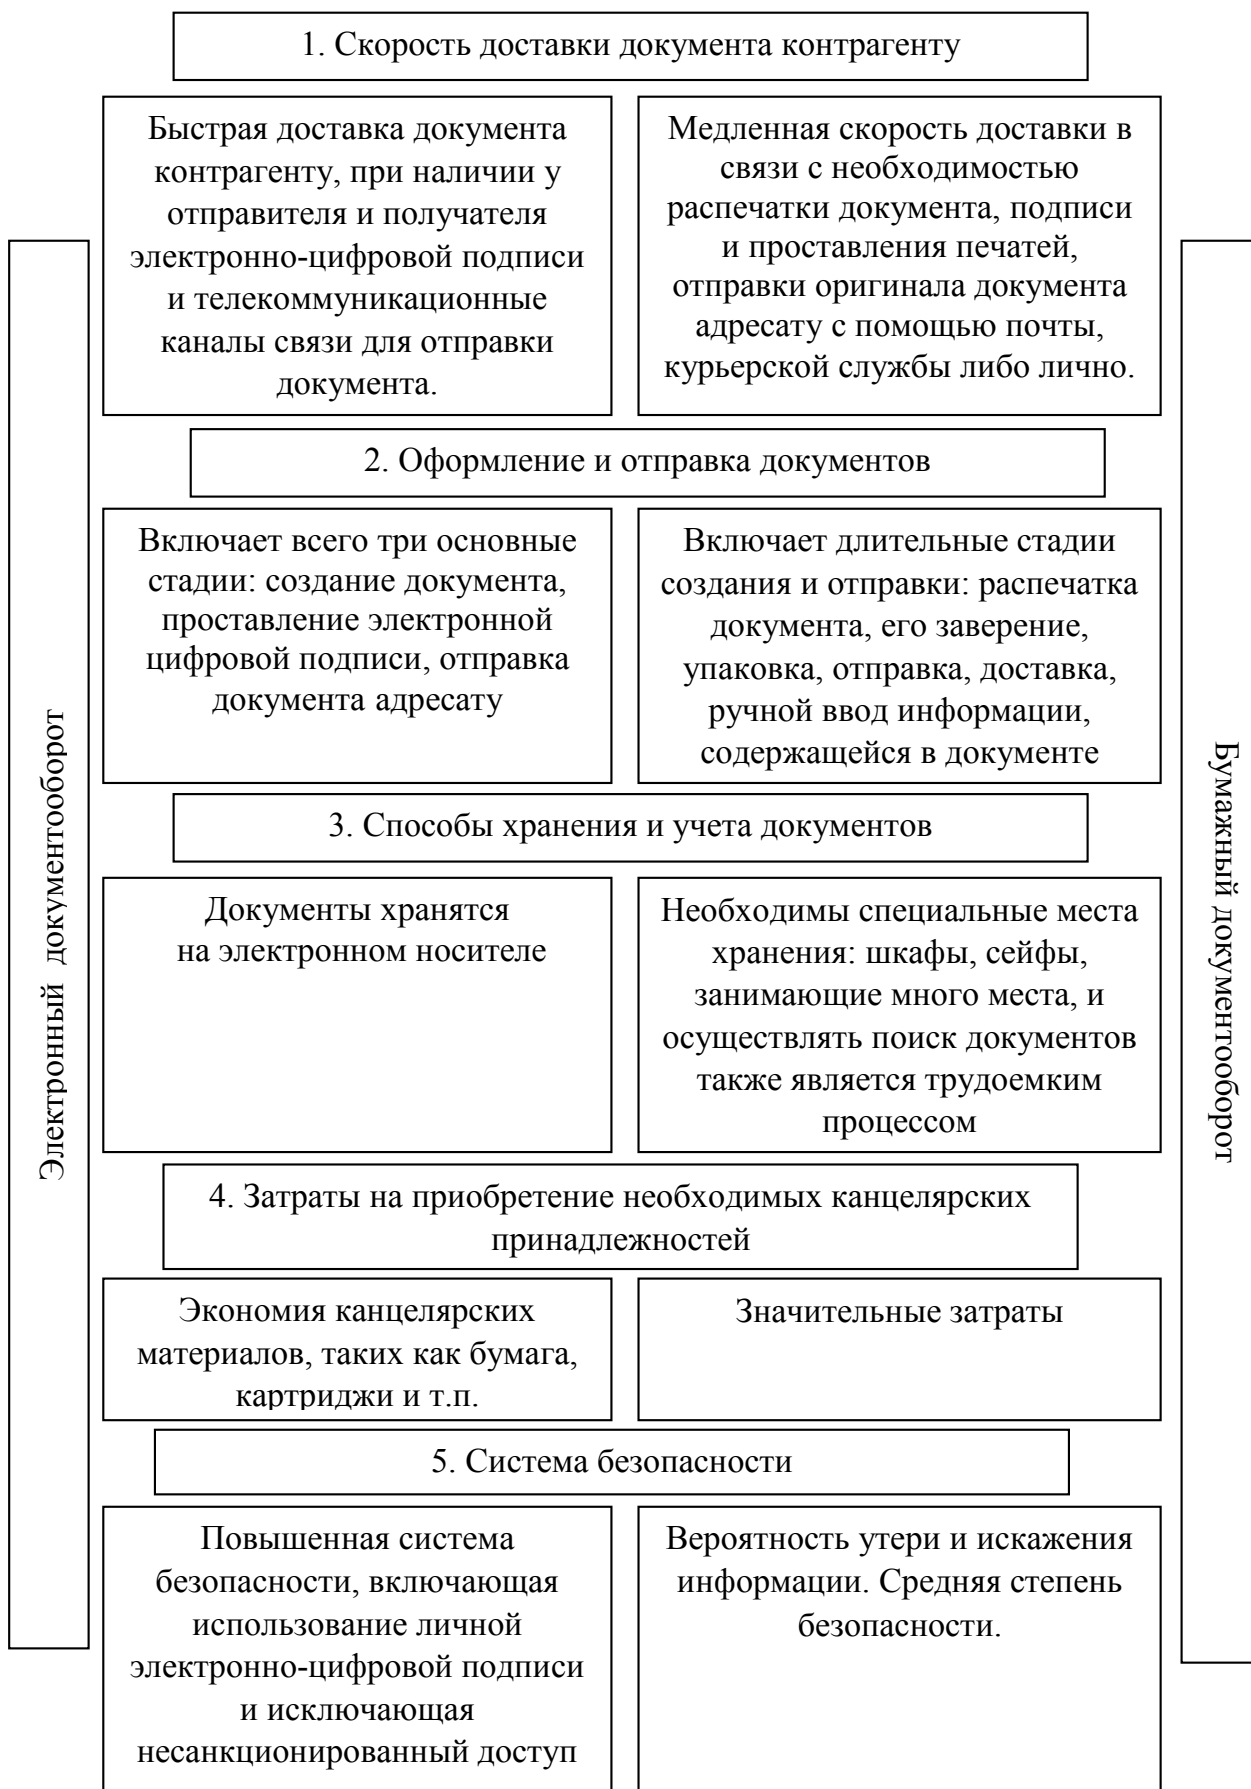 1. Скорость доставки документа контрагенту
Быстрая доставка документа
контрагенту, при наличии у
отправителя и получателя
электронно-цифровой подписи
и телекоммуникационные
каналы связи для отправки
документа.
Медленная скорость доставки в
связи с необходимостью
распечатки документа, подписи
и проставления печатей,
отправки оригинала документа
адресату с помощью почты,
курьерской службы либо лично.
2. Оформление и отправка документов
Включает всего три основные
стадии: создание документа,
проставление электронной
цифровой подписи, отправка
документа адресату
Включает длительные стадии
создания и отправки: распечатка
документа, его заверение,
упаковка, отправка, доставка,
ручной ввод информации,
содержащейся в документе
3. Способы хранения и учета документов
Документы хранятся
на электронном носителе
Необходимы специальные места
хранения: шкафы, сейфы,
занимающие много места, и
осуществлять поиск документов
также является трудоемким
процессом
4. Затраты на приобретение необходимых канцелярских
принадлежностей
Экономия канцелярских
материалов, таких как бумага,
картриджи и т.п.
Значительные затраты
5. Система безопасности
Повышенная система
безопасности, включающая
использование личной
электронно-цифровой подписи
и исключающая
несанкционированный доступ
Вероятность утери и искажения
информации. Средняя степень
безопасности.
Электронный документооборот
Бумажный документооборот